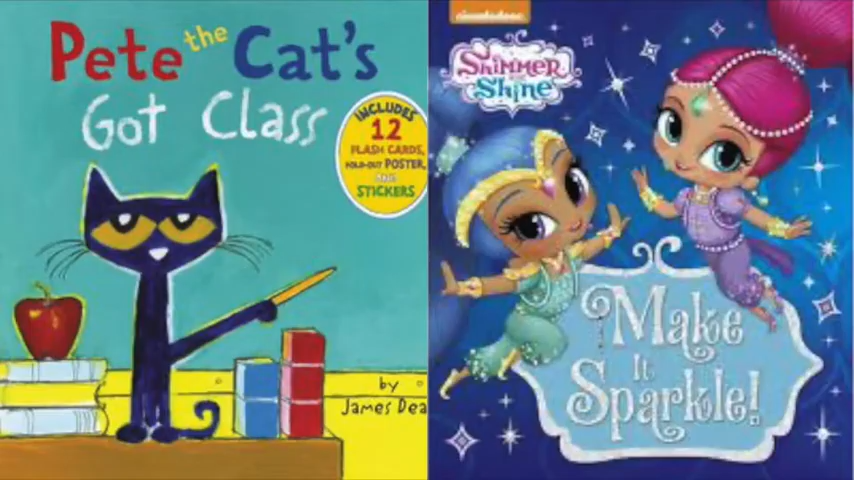 Pete the Cat's
Got Class
INCLUDES
12
FLASH CARDS,
FOLD-OUT POSTER,
AND
STICKERS
by
James Dea
nickelodeon
Shimmer
Shine
Make
It
Sparkle!